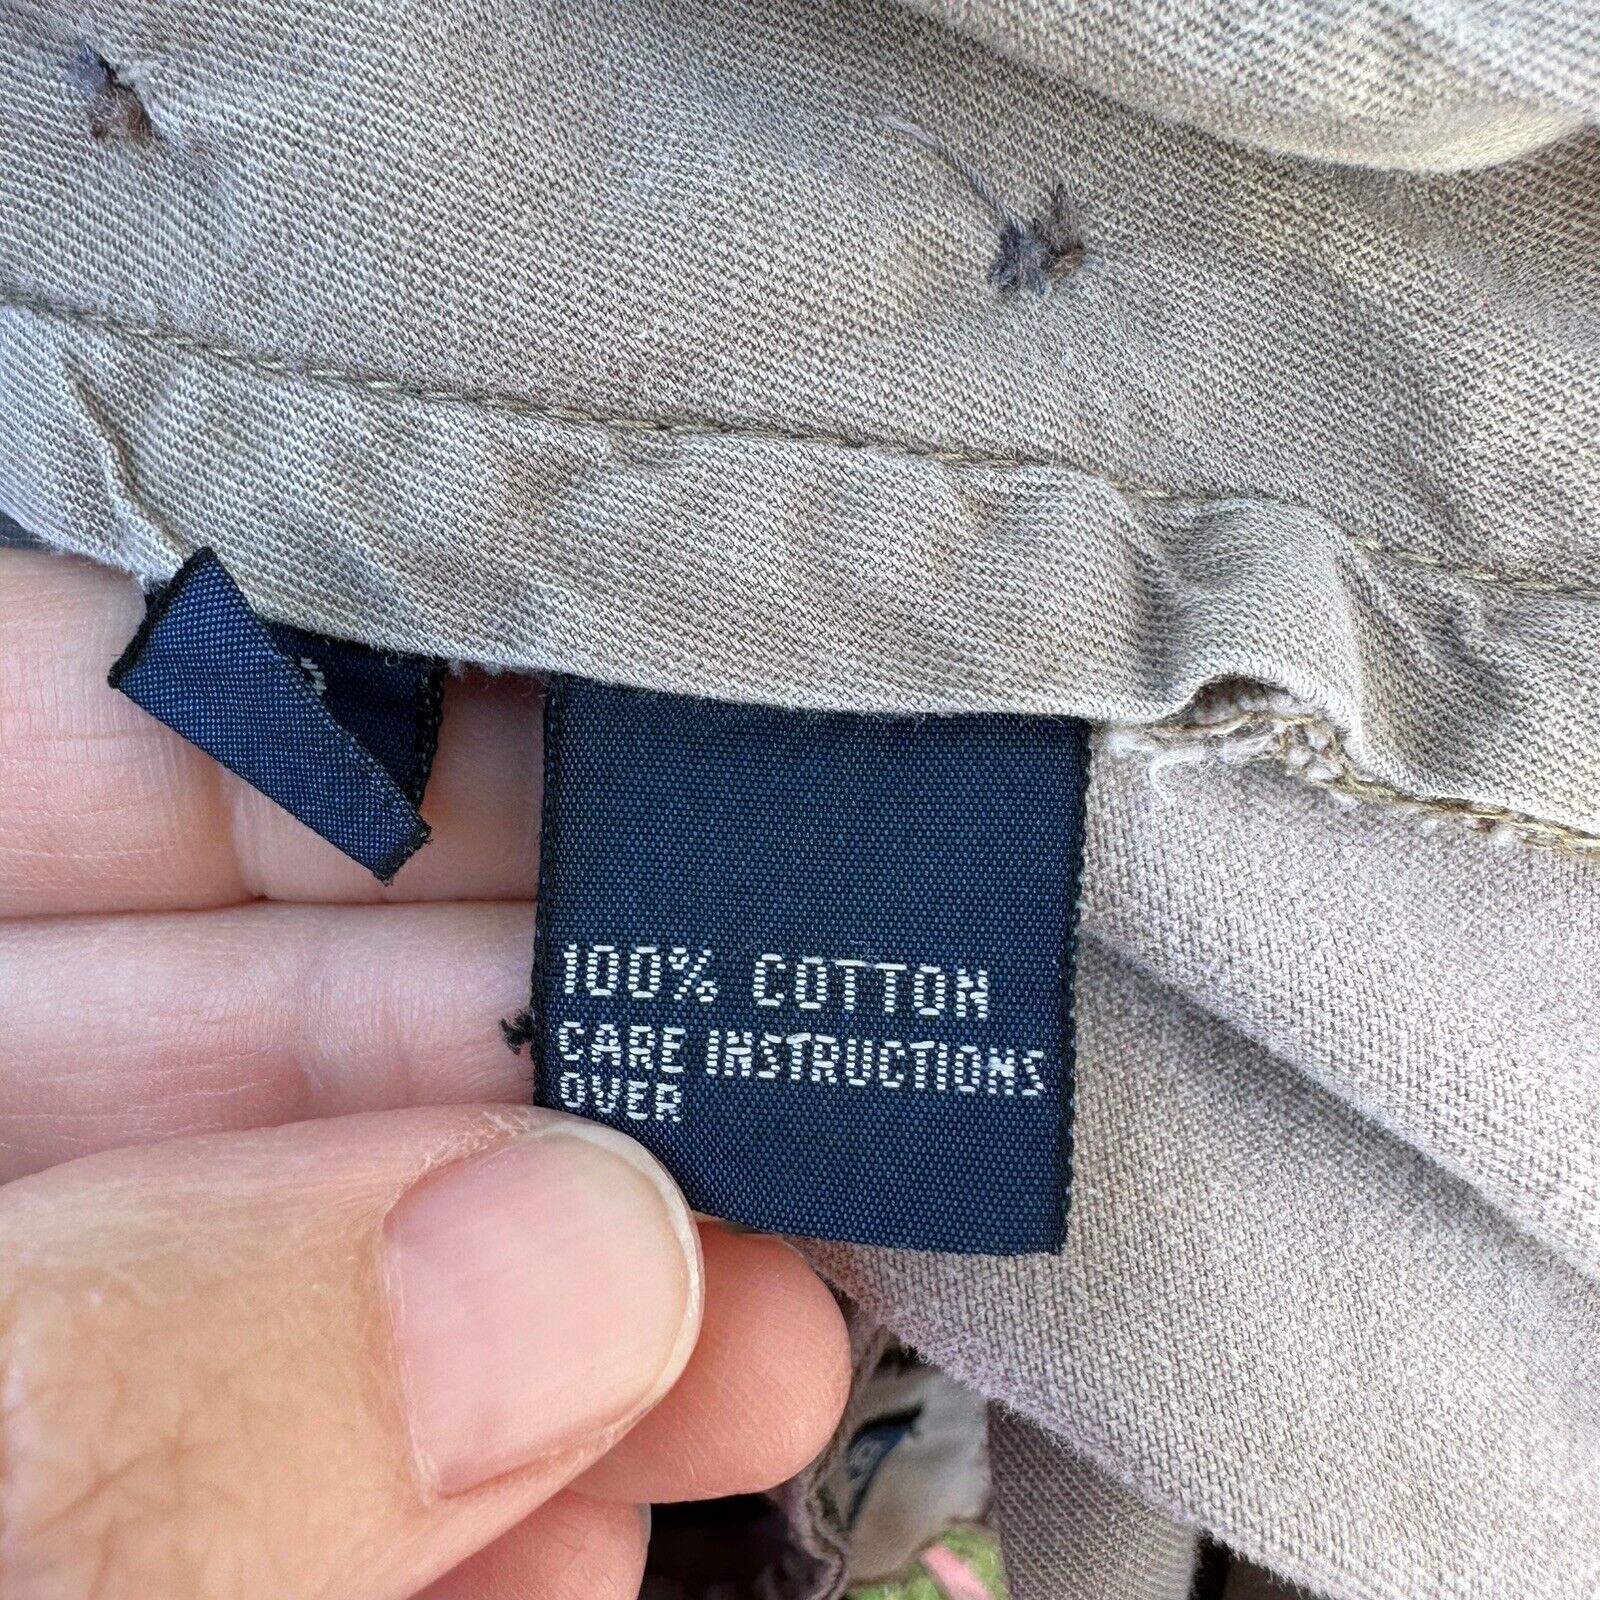 100% COTTON
CARE INSTRUCTIONS
OVER